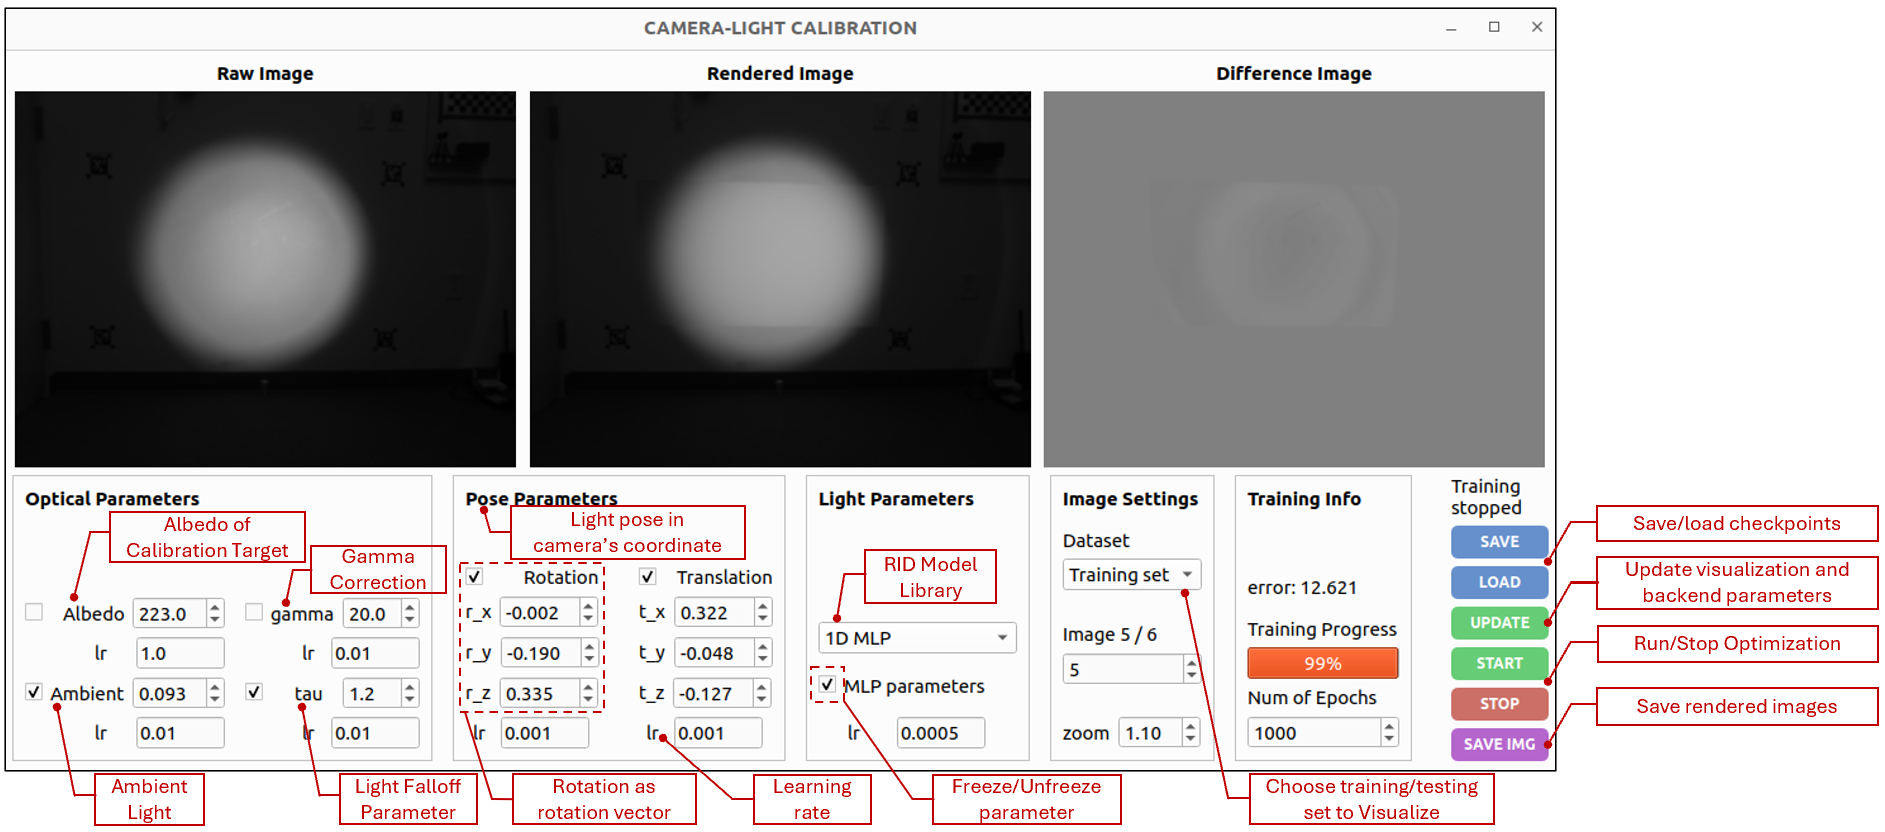 CAMERA-LIGHT CALIBRATION
Raw Image
Rendered Image
Difference Image
Optical Parameters
Albedo of
Calibration Target
Gamma
Correction
Albedo 223.0
gamma 20.0
lr 1.0
lr 0.01
Ambient 0.093
tau 1.2
lr 0.01
lr 0.01
Ambient
Light
Light Falloff
Parameter
Pose Parameters
Light pose in
camera's coordinate
Rotation
Translation
r_x -0.002
t_x 0.322
r_y -0.190
t_y -0.048
r_z 0.335
t_z -0.127
lr 0.001
lr 0.001
Rotation as
rotation vector
Learning
rate
Light Parameters
RID Model
Library
1D MLP
MLP parameters
lr 0.0005
Freeze/Unfreeze
parameter
Image Settings
Dataset
Training set
Image 5 / 6
5
zoom 1.10
Choose training/testing
set to Visualize
Training Info
error: 12.621
Training Progress
99%
Num of Epochs
1000
Training
stopped
SAVE
LOAD
UPDATE
START
STOP
SAVE IMG
Save/load checkpoints
Update visualization and
backend parameters
Run/Stop Optimization
Save rendered images